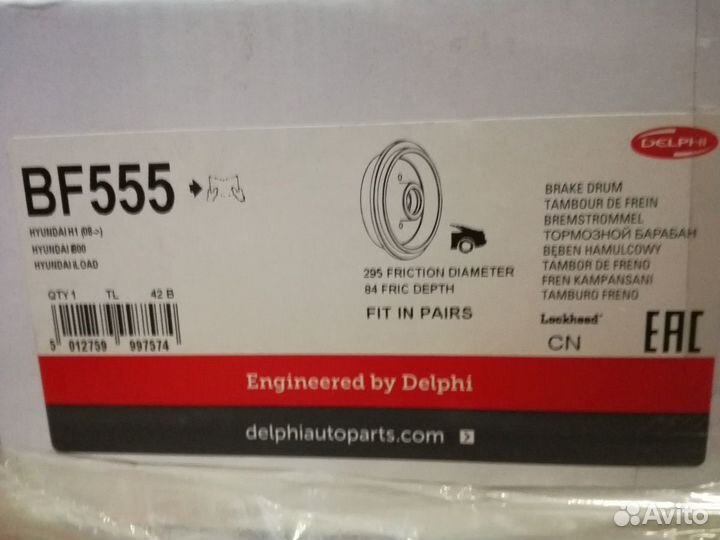 DELPHI
BF555
HYUNDAI H1 (08->)
HYUNDAI I800
HYUNDAI ILOAD
QTY 1 TL 42 B
5 012759 997574
295 FRICTION DIAMETER
84 FRIC DEPTH
FIT IN PAIRS
BRAKE DRUM
TAMBOUR DE FREIN
BREMSTROMMEL
ТОРМОЗНОЙ БАРАБАН
BĘBEN HAMULCOWY
TAMBOR DE FRENO
FREN KAMPANSANI
TAMBURO FRENO
Lockheed
CN
EAC
Engineered by Delphi
delphiautoparts.com
Avito